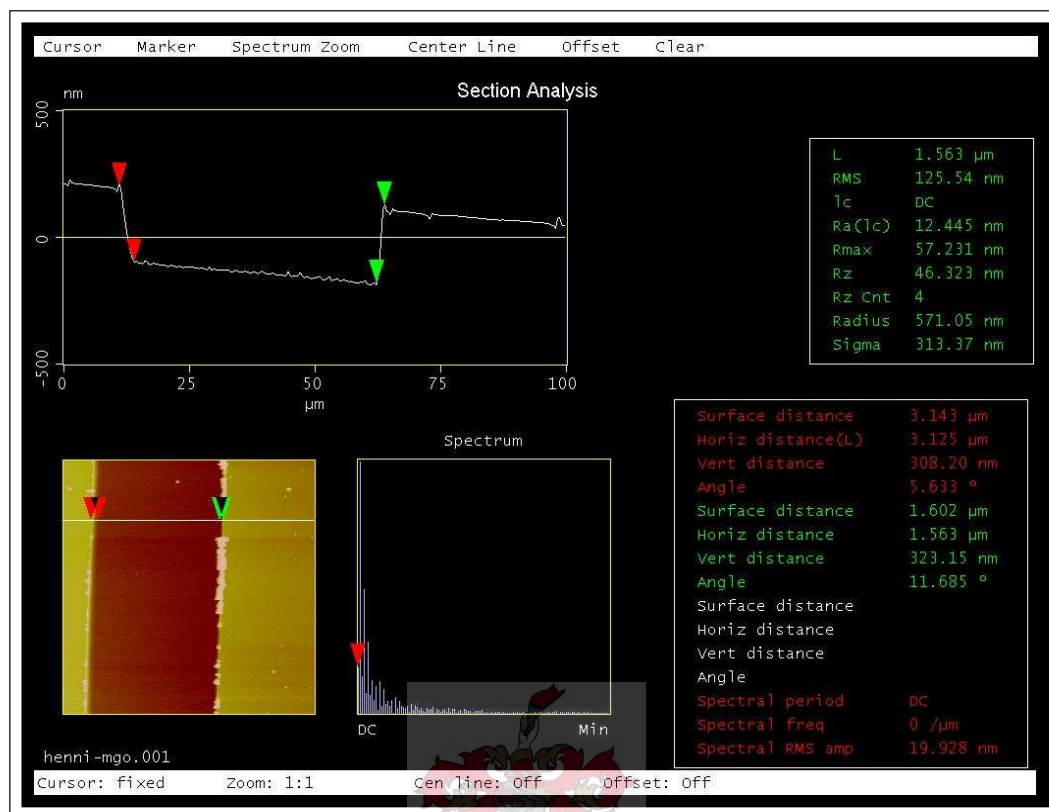 Cursor Marker Spectrum Zoom Center Line Offset Clear
Section Analysis
nm
500
0
-500
0 25 50 75 100
µm
L 1.563 µm
RMS 125.54 nm
lc DC
Ra(lc) 12.445 nm
Rmax 57.231 nm
Rz 46.323 nm
Rz Cnt 4
Radius 571.05 nm
Sigma 313.37 nm
Spectrum
DC Min
Surface distance 3.143 µm
Horiz distance(L) 3.125 µm
Vert distance 308.20 nm
Angle 5.633 °
Surface distance 1.602 µm
Horiz distance 1.563 µm
Vert distance 323.15 nm
Angle 11.685 °
Surface distance
Horiz distance
Vert distance
Angle
Spectral period DC
Spectral freq 0 /µm
Spectral RMS amp 19.928 nm
henni-mgo.001
Cursor: fixed Zoom: 1:1 Cen line: Off Offset: Off